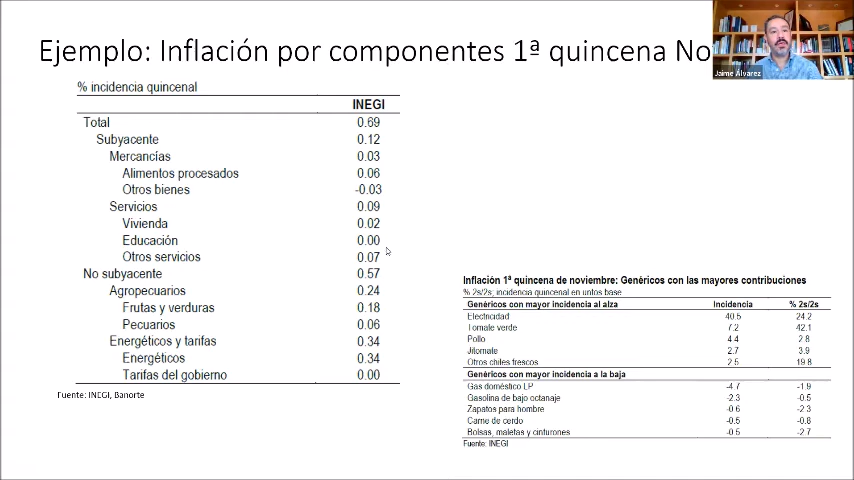 Ejemplo: Inflación por componentes 1ª quincena No
Jaime Álvarez
% incidencia quincenal
INEGI
Total 0.69
Subyacente 0.12
Mercancías 0.03
Alimentos procesados 0.06
Otros bienes -0.03
Servicios 0.09
Vivienda 0.02
Educación 0.00
Otros servicios 0.07
No subyacente 0.57
Agropecuarios 0.24
Frutas y verduras 0.18
Pecuarios 0.06
Energéticos y tarifas 0.34
Energéticos 0.34
Tarifas del gobierno 0.00
Fuente: INEGI, Banorte
Inflación 1ª quincena de noviembre: Genéricos con las mayores contribuciones
% 2s/2s; incidencia quincenal en untos base
Genéricos con mayor incidencia al alza Incidencia % 2s/2s
Electricidad 40.5 24.2
Tomate verde 7.2 42.1
Pollo 4.4 2.8
Jitomate 2.7 3.9
Otros chiles frescos 2.5 19.8
Genéricos con mayor incidencia a la baja
Gas doméstico LP -4.7 -1.9
Gasolina de bajo octanaje -2.3 -0.5
Zapatos para hombre -0.6 -2.3
Carne de cerdo -0.5 -0.8
Bolsas, maletas y cinturones -0.5 -2.7
Fuente: INEGI